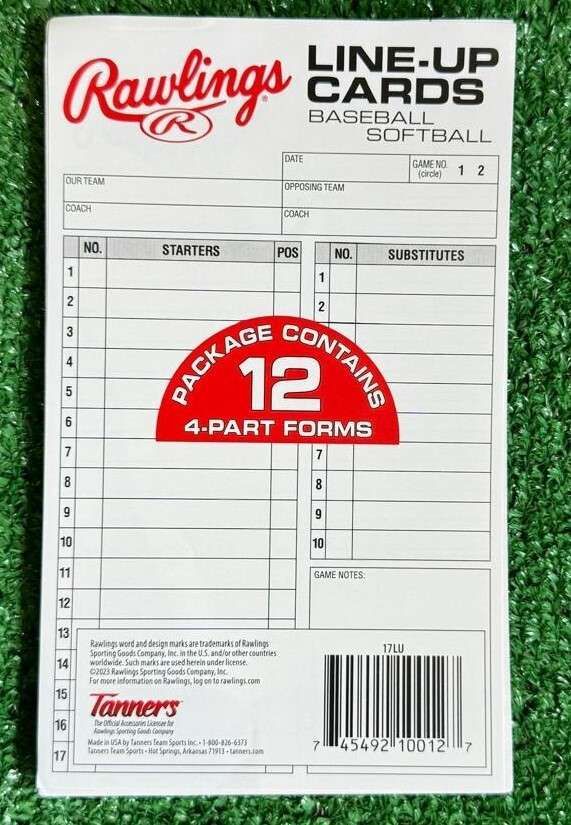 Rawlings
R
LINE-UP
CARDS
BASEBALL
SOFTBALL
DATE
GAME NO.
(circle)
1 2
OUR TEAM
OPPOSING TEAM
COACH
COACH
NO. STARTERS POS
1
2
3
4
5
6
7
8
9
10
11
12
13
14
15
16
17
NO. SUBSTITUTES
1
2
7
8
9
10
PACKAGE CONTAINS
12
4-PART FORMS
GAME NOTES:
Rawlings word and design marks are trademarks of Rawlings
Sporting Goods Company, Inc. in the U.S. and/or other countries
worldwide. Such marks are used herein under license.
©2023 Rawlings Sporting Goods Company, Inc.
For more information on Rawlings, log on to rawlings.com
Tanners
The Official Accessories Licensee for
Rawlings Sporting Goods Company
Made in USA by Tanners Team Sports Inc. • 1-800-826-6373
Tanners Team Sports • Hot Springs, Arkansas 71913 • tanners.com
17LU
7 45492 10012 7